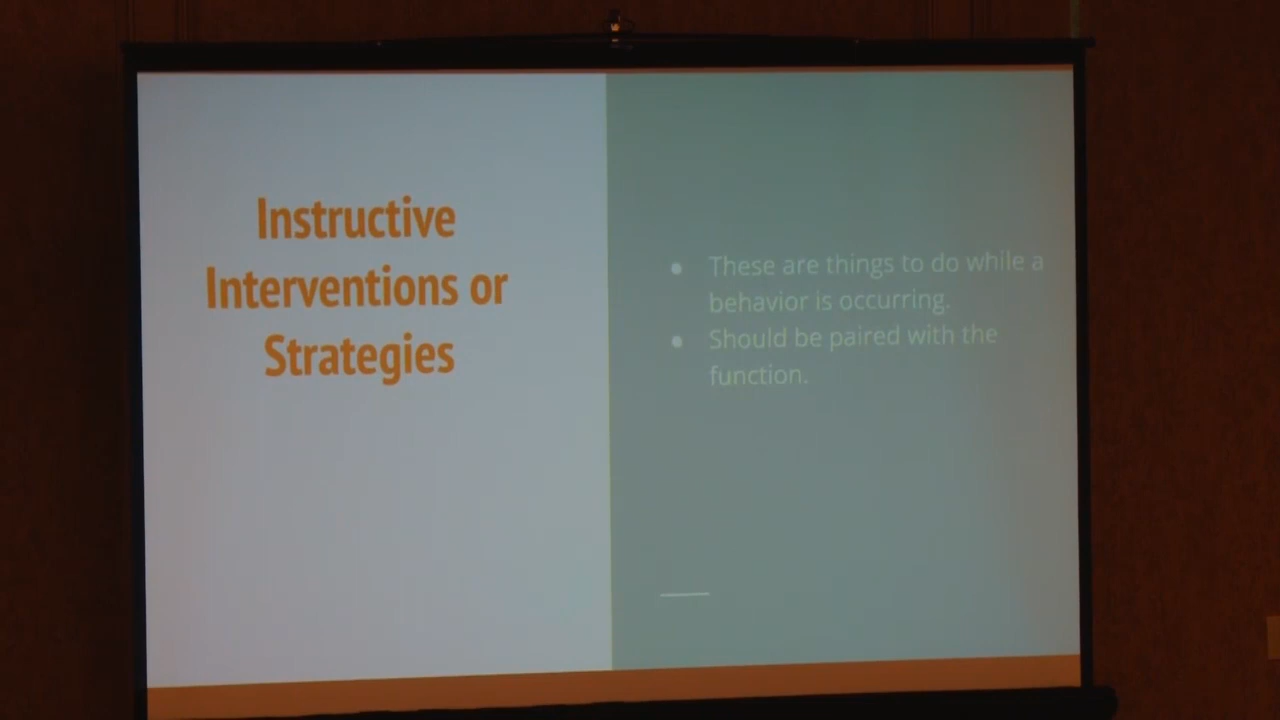 Instructive
Interventions or
Strategies
● These are things to do while a
behavior is occurring.
● Should be paired with the
function.